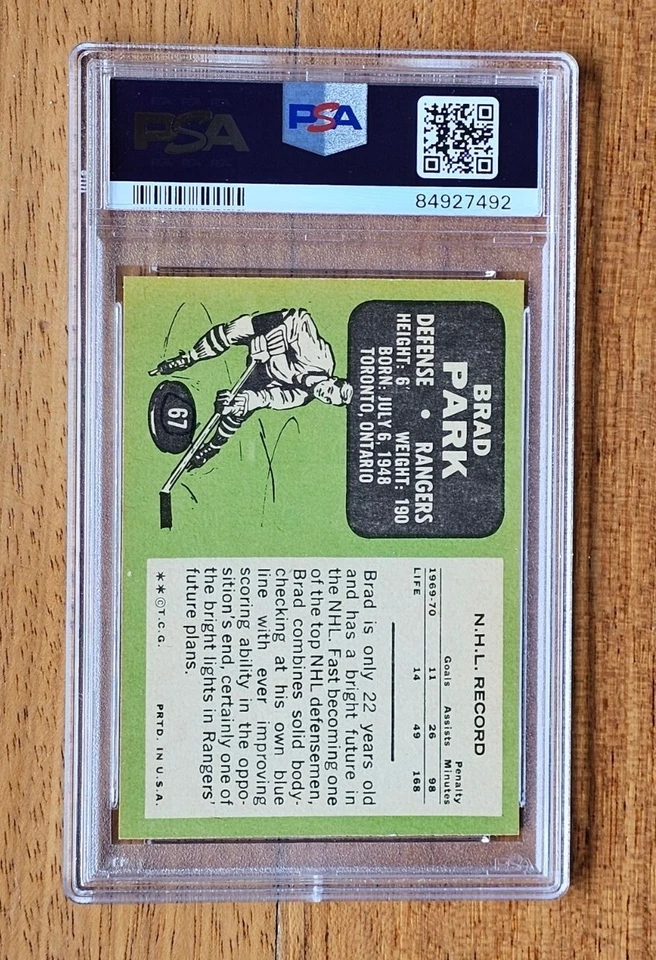 PSA
PSA
84927492
BRAD
PARK
DEFENSE • RANGERS
HEIGHT: 6' WEIGHT: 190
BORN: JULY 6, 1948
TORONTO, ONTARIO
67
N.H.L. RECORD
Goals Assists Penalty Minutes
1969-70 11 26 98
LIFE 14 49 168
Brad is only 22 years old
and has a bright future in
the NHL. Fast becoming one
of the top NHL defensemen,
Brad combines solid body-
checking at his own blue
line with ever improving
scoring ability in the oppo-
sition's end, certainly one of
the bright lights in Rangers'
future plans.
**©T.C.G. PRTD. IN U.S.A.